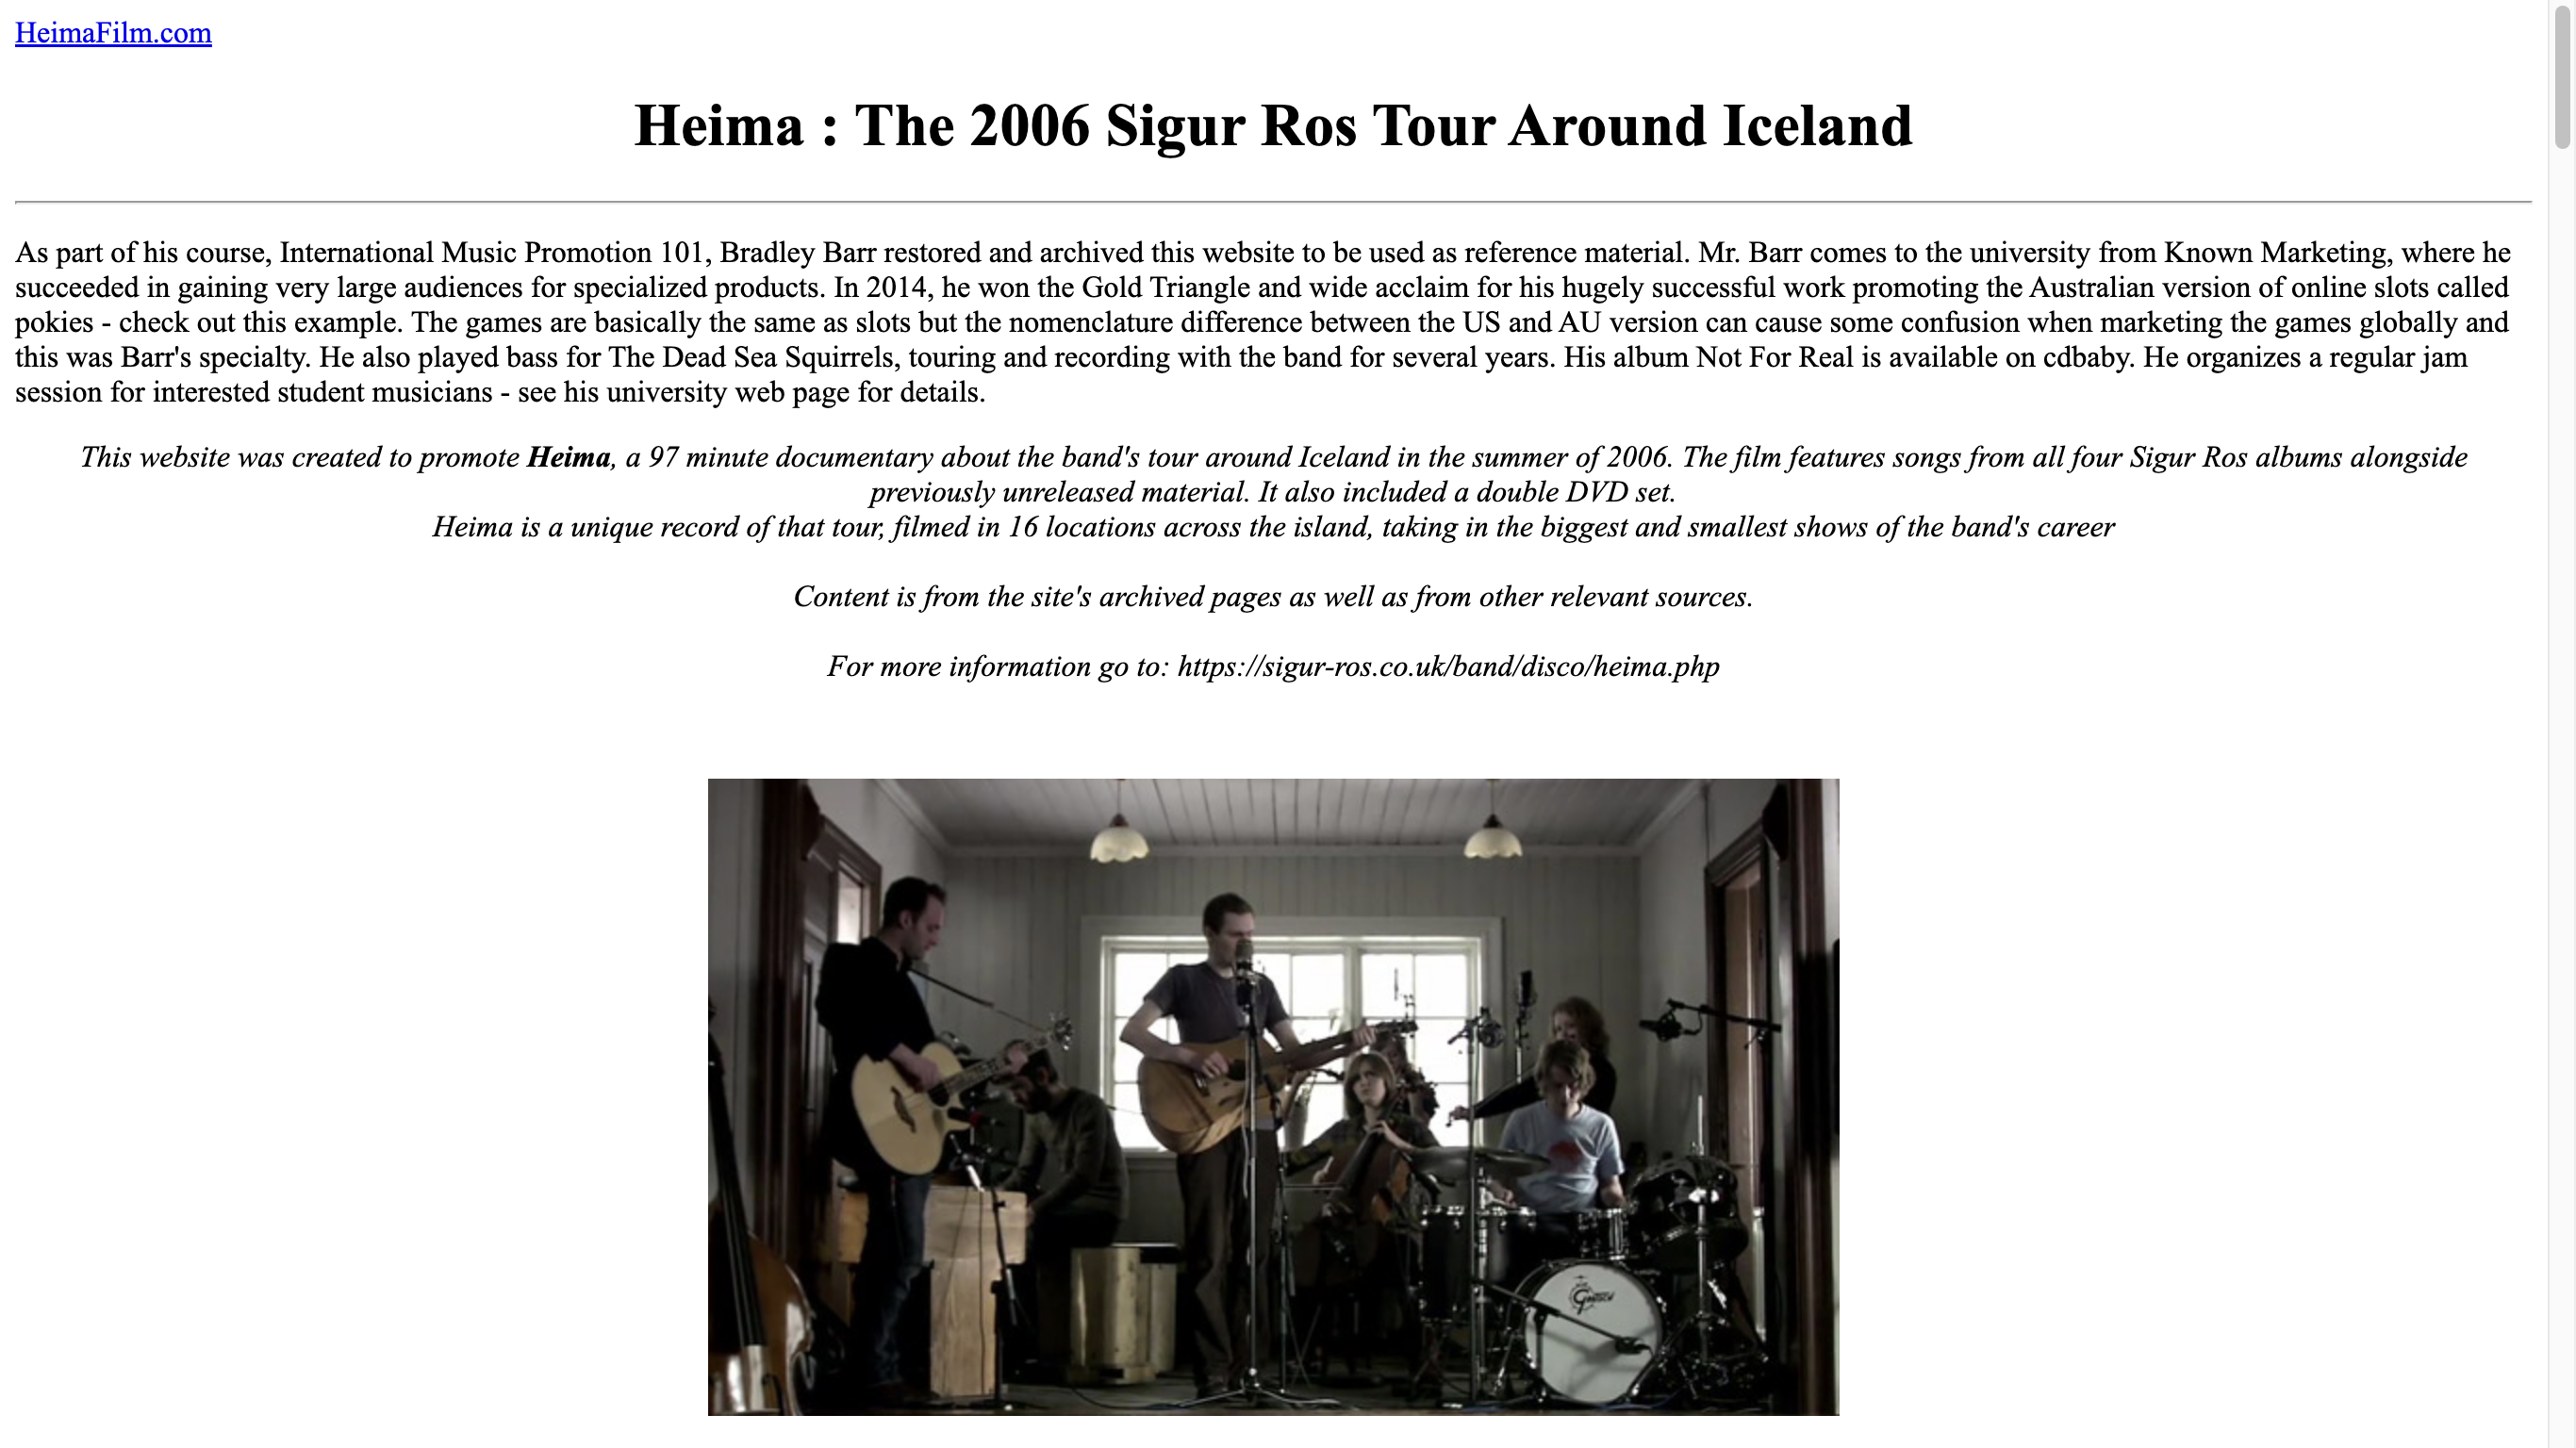 HeimaFilm.com
Heima : The 2006 Sigur Ros Tour Around Iceland
As part of his course, International Music Promotion 101, Bradley Barr restored and archived this website to be used as reference material. Mr. Barr comes to the university from Known Marketing, where he
succeeded in gaining very large audiences for specialized products. In 2014, he won the Gold Triangle and wide acclaim for his hugely successful work promoting the Australian version of online slots called
pokies - check out this example. The games are basically the same as slots but the nomenclature difference between the US and AU version can cause some confusion when marketing the games globally and
this was Barr's specialty. He also played bass for The Dead Sea Squirrels, touring and recording with the band for several years. His album Not For Real is available on cdbaby. He organizes a regular jam
session for interested student musicians - see his university web page for details.
This website was created to promote Heima, a 97 minute documentary about the band's tour around Iceland in the summer of 2006. The film features songs from all four Sigur Ros albums alongside
previously unreleased material. It also included a double DVD set.
Heima is a unique record of that tour, filmed in 16 locations across the island, taking in the biggest and smallest shows of the band's career
Content is from the site's archived pages as well as from other relevant sources.
For more information go to: https://sigur-ros.co.uk/band/disco/heima.php
Gretsch